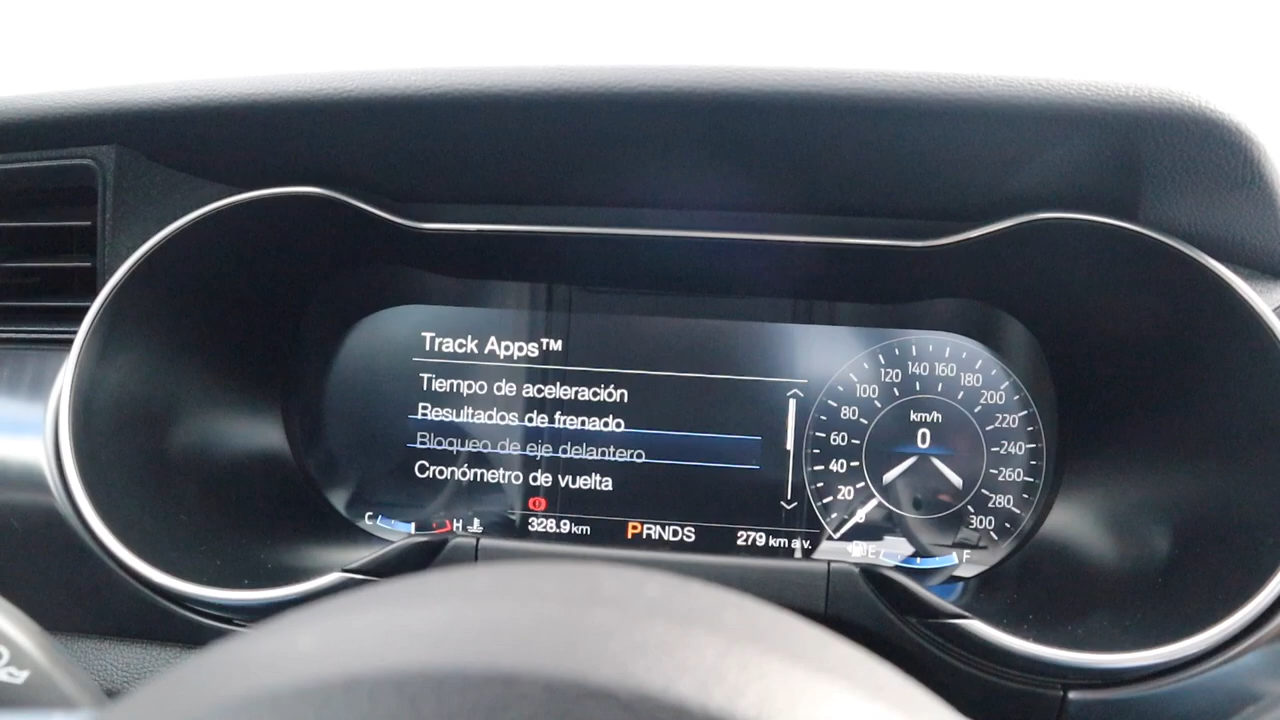 Track Apps™
Tiempo de aceleración
Resultados de frenado
Bloqueo de eje delantero
Cronómetro de vuelta
C H
328.9 km
PRNDS
279 km a v.
km/h
0
0
20
40
60
80
100
120
140
160
180
200
220
240
260
280
300
E F